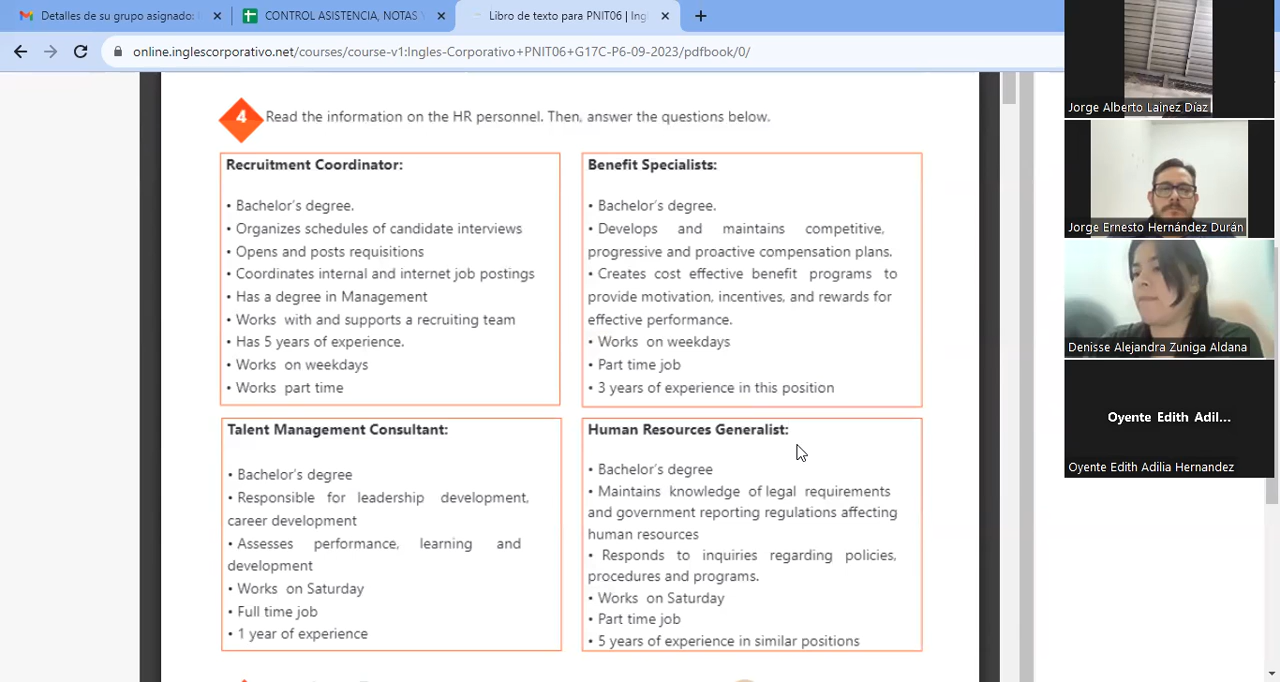 Detalles de su grupo asignado:
CONTROL ASISTENCIA, NOTAS
Libro de texto para PNIT06 | Ing
online.inglescorporativo.net/courses/course-v1:Ingles-Corporativo+PNIT06+G17C-P6-09-2023/pdfbook/0/
4 Read the information on the HR personnel. Then, answer the questions below.
Recruitment Coordinator:
• Bachelor's degree.
• Organizes schedules of candidate interviews
• Opens and posts requisitions
• Coordinates internal and internet job postings
• Has a degree in Management
• Works with and supports a recruiting team
• Has 5 years of experience.
• Works on weekdays
• Works part time
Benefit Specialists:
• Bachelor's degree.
• Develops and maintains competitive,
progressive and proactive compensation plans.
• Creates cost effective benefit programs to
provide motivation, incentives, and rewards for
effective performance.
• Works on weekdays
• Part time job
• 3 years of experience in this position
Talent Management Consultant:
• Bachelor's degree
• Responsible for leadership development,
career development
• Assesses performance, learning and
development
• Works on Saturday
• Full time job
• 1 year of experience
Human Resources Generalist:
• Bachelor's degree
• Maintains knowledge of legal requirements
and government reporting regulations affecting
human resources
• Responds to inquiries regarding policies,
procedures and programs.
• Works on Saturday
• Part time job
• 5 years of experience in similar positions
Jorge Alberto Laínez Díaz
Jorge Ernesto Hernández Durán
Denisse Alejandra Zuniga Aldana
Oyente Edith Adil...
Oyente Edith Adilia Hernandez